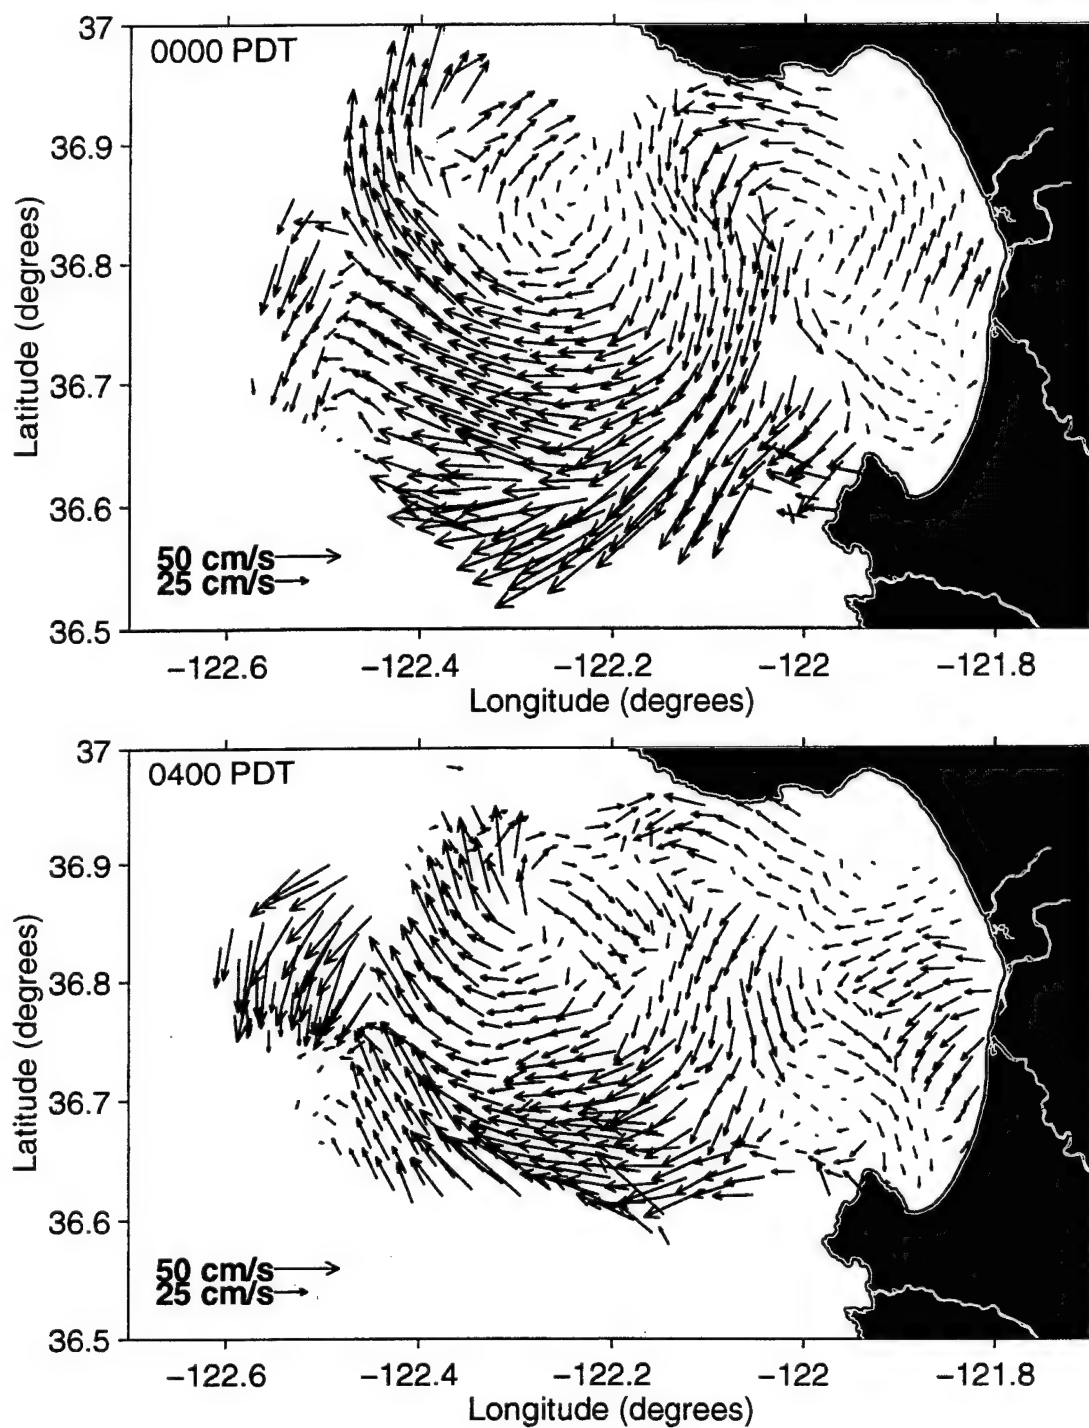 37
0000 PDT
36.9
36.8
36.7
36.6
36.5
Latitude (degrees)
50 cm/s
25 cm/s
−122.6
−122.4
−122.2
−122
−121.8
Longitude (degrees)
37
0400 PDT
36.9
36.8
36.7
36.6
36.5
Latitude (degrees)
50 cm/s
25 cm/s
−122.6
−122.4
−122.2
−122
−121.8
Longitude (degrees)